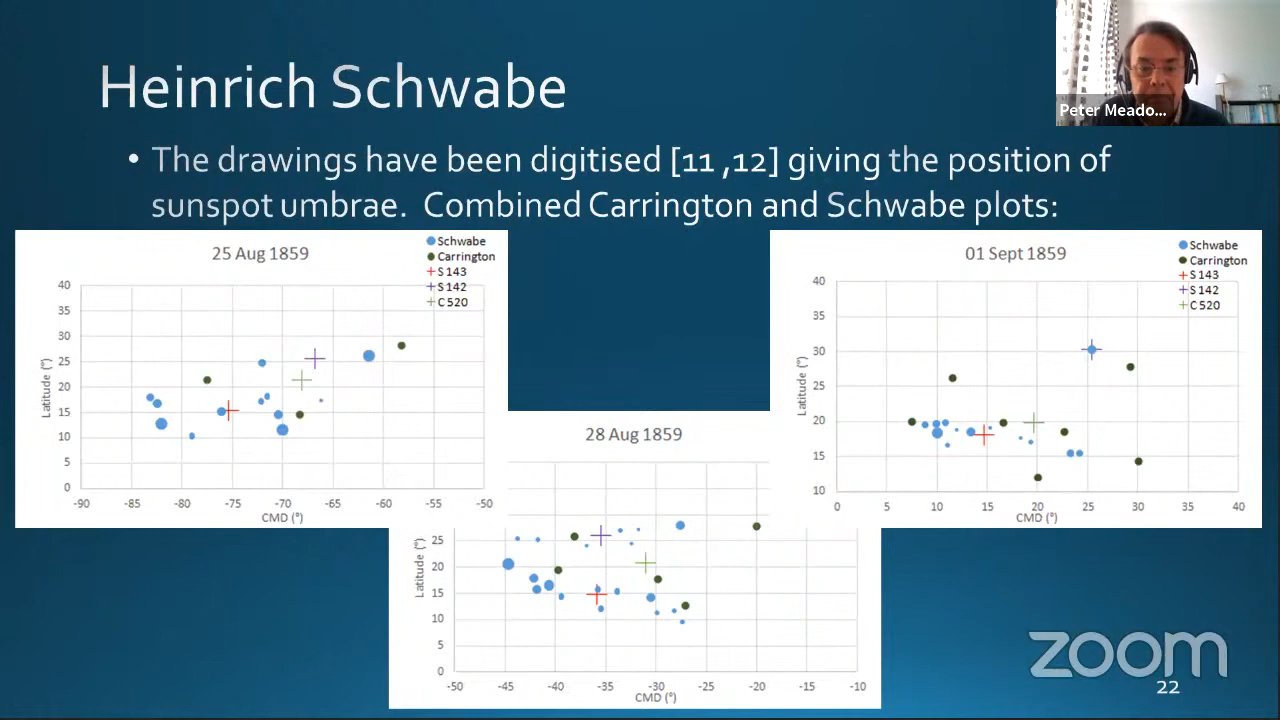 Heinrich Schwabe
Peter Meado...
• The drawings have been digitised [11 ,12] giving the position of
sunspot umbrae. Combined Carrington and Schwabe plots:
25 Aug 1859
Schwabe
Carrington
S 143
S 142
C 520
40
35
30
25
20
15
10
5
0
Latitude (°)
-90 -85 -80 -75 -70 -65 -60 -55 -50
CMD (°)
28 Aug 1859
25
20
15
10
5
0
Latitude (°)
-50 -45 -40 -35 -30 -25 -20 -15 -10
CMD (°)
01 Sept 1859
Schwabe
Carrington
S 143
S 142
C 520
40
35
30
25
20
15
10
Latitude (°)
0 5 10 15 20 25 30 35 40
CMD (°)
zoom
22